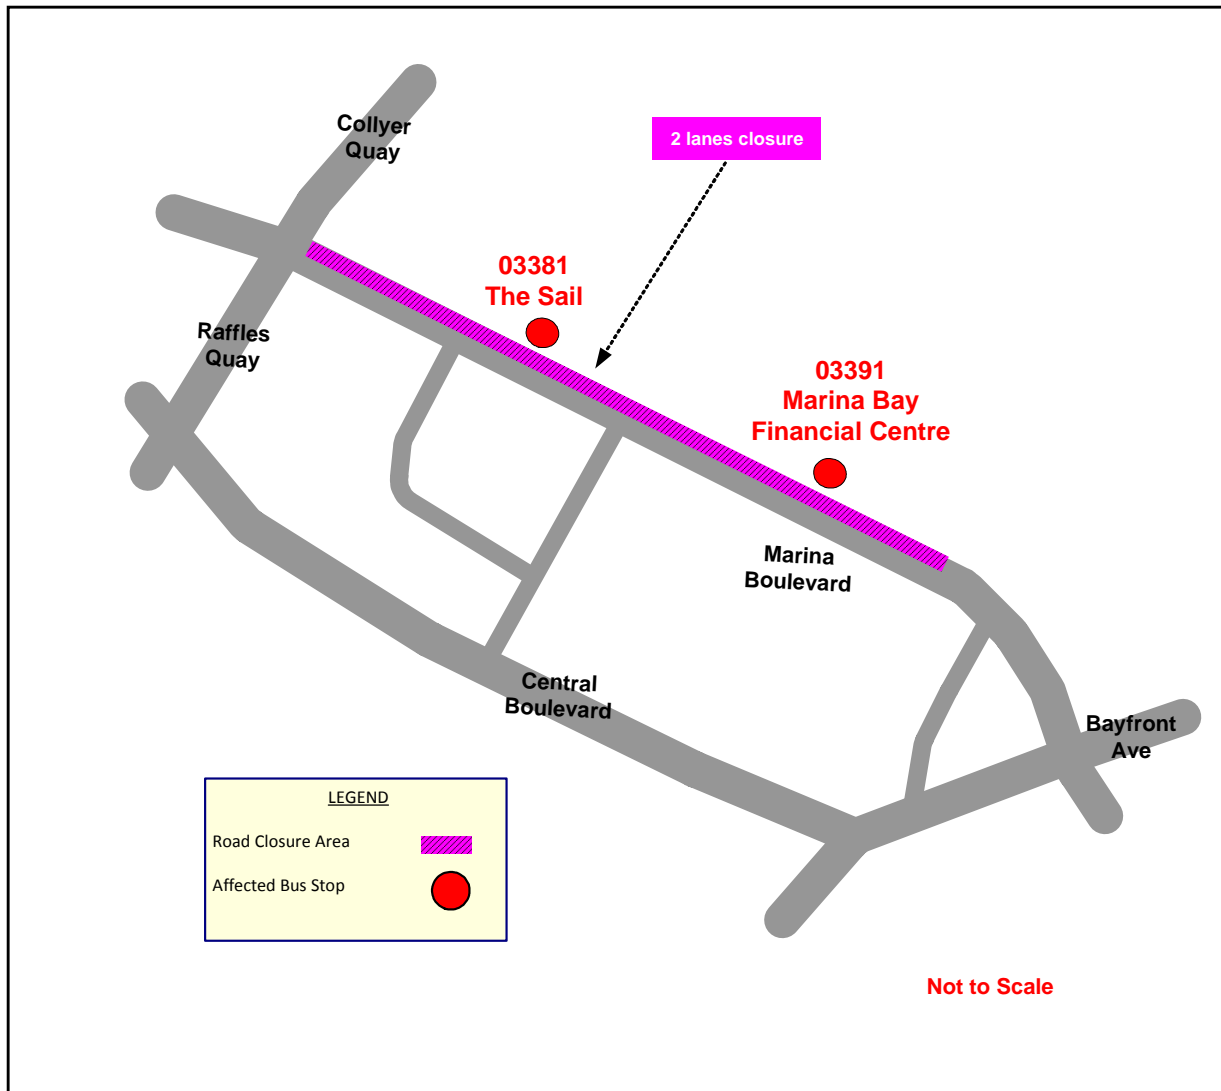 Collyer
Quay
2 lanes closure
03381
The Sail
Raffles
Quay
03391
Marina Bay
Financial Centre
Marina
Boulevard
Central
Boulevard
Bayfront
Ave
LEGEND
Road Closure Area
Affected Bus Stop
Not to Scale